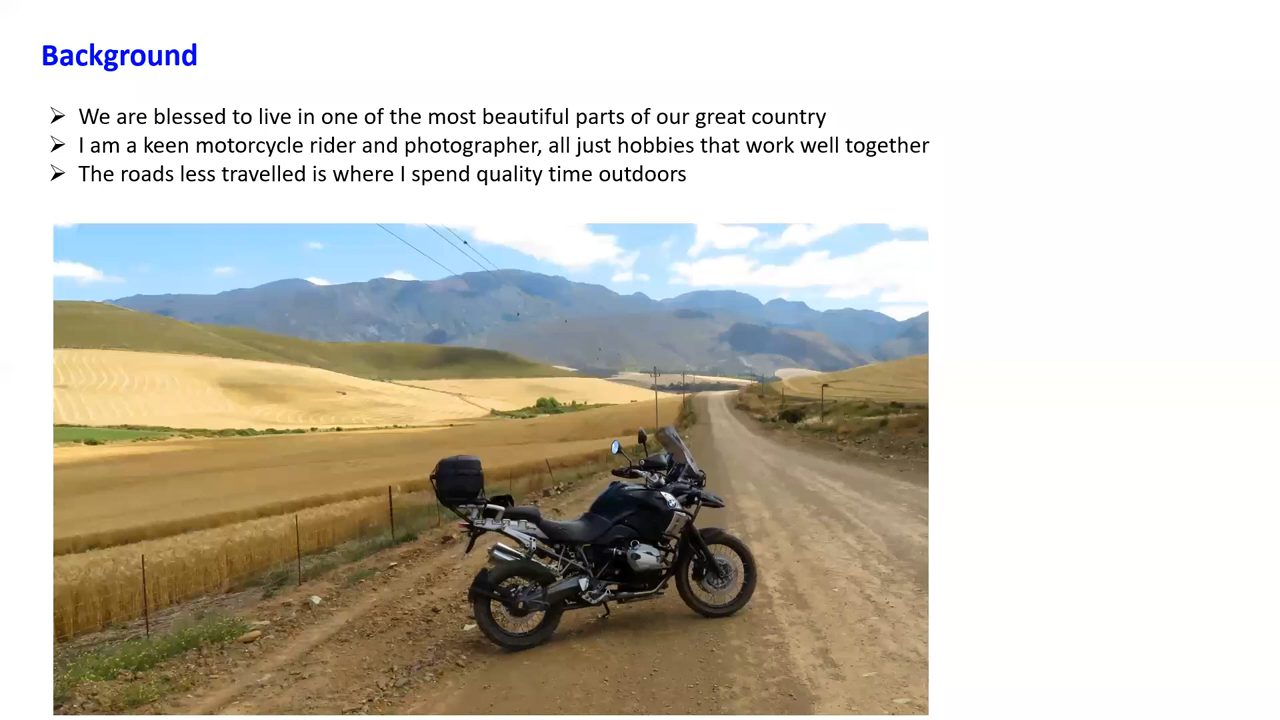 Background
➢ We are blessed to live in one of the most beautiful parts of our great country
➢ I am a keen motorcycle rider and photographer, all just hobbies that work well together
➢ The roads less travelled is where I spend quality time outdoors